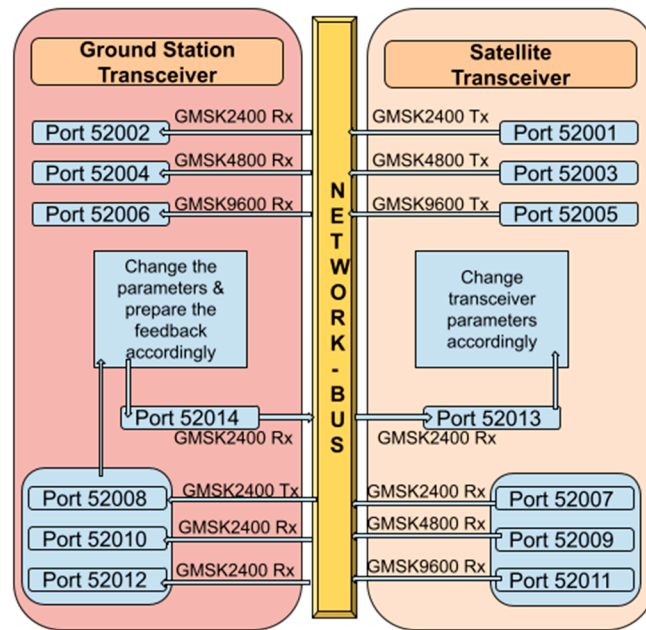 Ground Station
Transceiver
Satellite
Transceiver
GMSK2400 Rx
GMSK2400 Tx
Port 52002
Port 52001
GMSK4800 Rx
GMSK4800 Tx
Port 52004
Port 52003
GMSK9600 Rx
GMSK9600 Tx
Port 52006
Port 52005
NETWORK-BUS
Change the
parameters &
prepare the
feedback
accordingly
Change
transceiver
parameters
accordingly
Port 52014
Port 52013
GMSK2400 Rx
GMSK2400 Rx
GMSK2400 Tx
GMSK2400 Rx
Port 52008
Port 52007
GMSK2400 Rx
GMSK4800 Rx
Port 52010
Port 52009
GMSK2400 Rx
GMSK9600 Rx
Port 52012
Port 52011